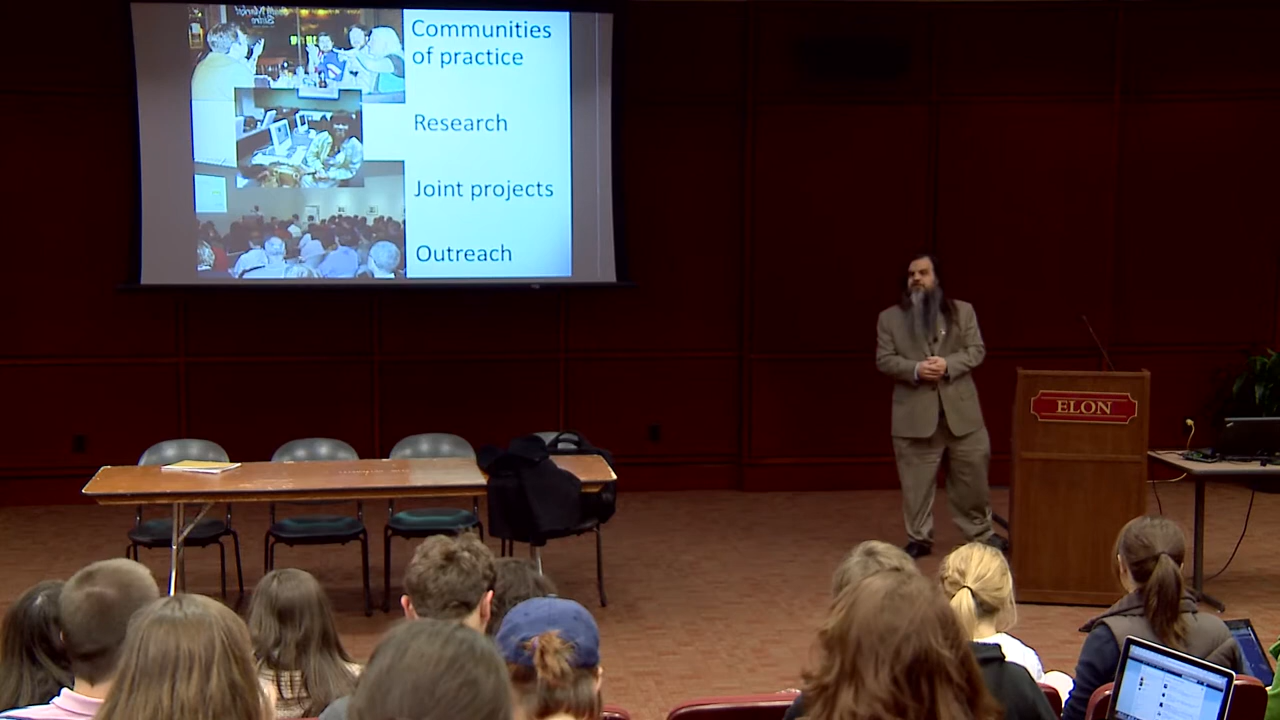 Communities
of practice
Research
Joint projects
Outreach
ELON